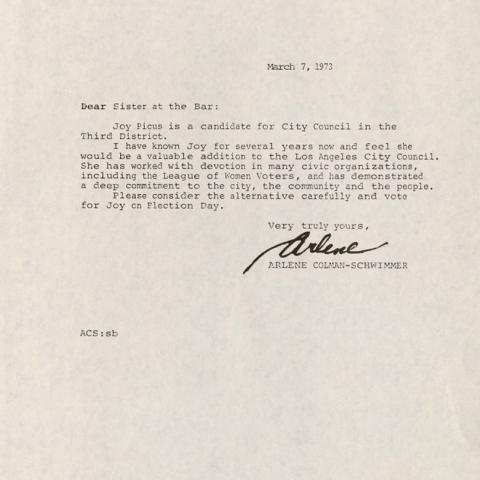 March 7, 1973
Dear Sister at the Bar:
Joy Picus is a candidate for City Council in the
Third District.
I have known Joy for several years now and feel she
would be a valuable addition to the Los Angeles City Council.
She has worked with devotion in many civic organizations,
including the League of Women Voters, and has demonstrated
a deep commitment to the city, the community and the people.
Please consider the alternative carefully and vote
for Joy on Election Day.
Very truly yours,
Arlene
ARLENE COLMAN-SCHWIMMER
ACS:sb